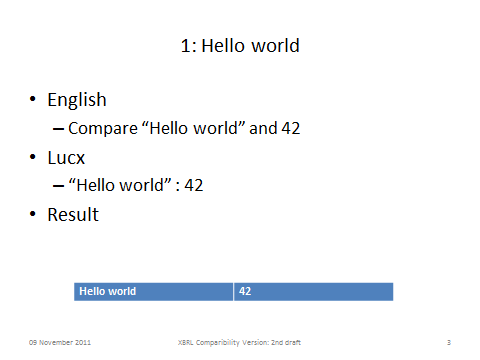 1: Hello world
• English
– Compare “Hello world” and 42
• Lucx
– “Hello world” : 42
• Result
Hello world 42
09 November 2011 XBRL Comparibility Version: 2nd draft 3